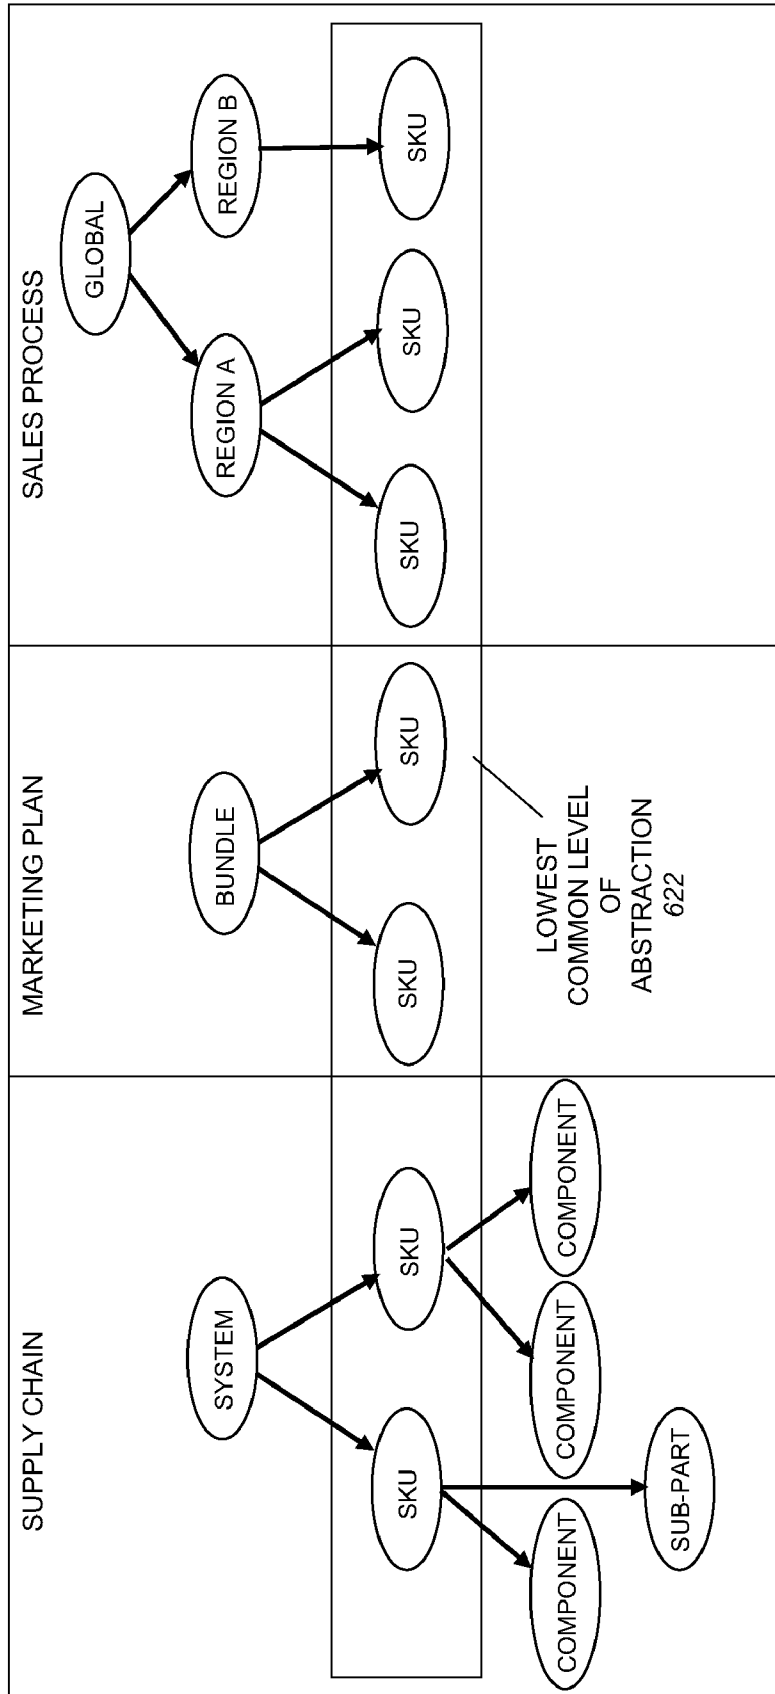 SUPPLY CHAIN
MARKETING PLAN
SALES PROCESS
GLOBAL
SYSTEM
BUNDLE
REGION A
REGION B
SKU
SKU
SKU
SKU
SKU
SKU
SKU
COMPONENT
COMPONENT
COMPONENT
SUB-PART
LOWEST
COMMON LEVEL
OF
ABSTRACTION
622